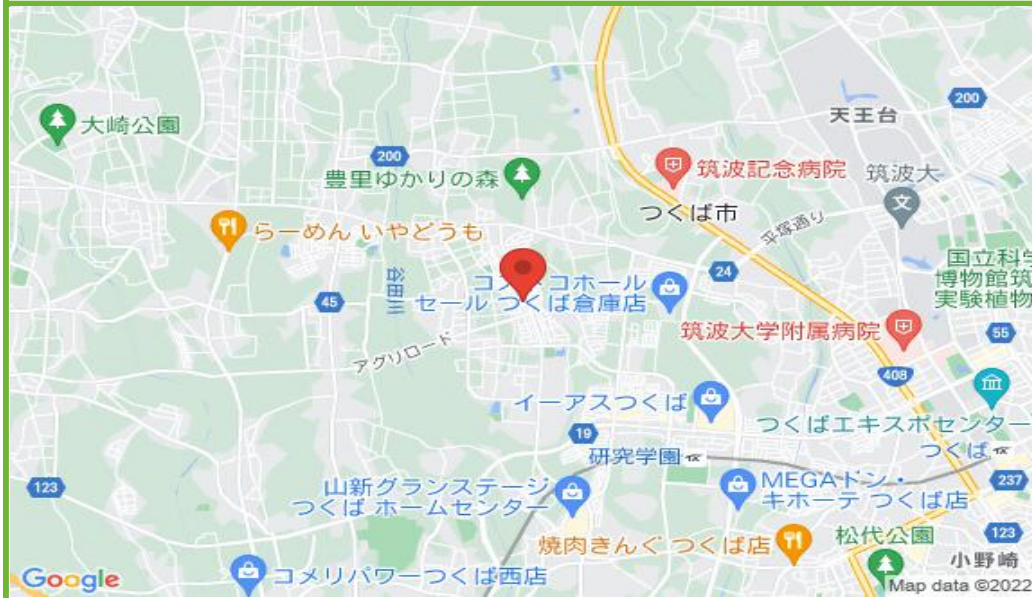 200
天王台
大崎公園
200
筑波記念病院
豊里ゆかりの森
筑波大
つくば市
平塚通り
らーめん いやどうも
国立科学
博物館筑
実験植物
谷田川
24
コストコホール
セール つくば倉庫店
45
筑波大学附属病院
55
アグリロード
408
イーアスつくば
つくばエキスポセンター
19
つくば
研究学園
123
山新グランステージ
つくば ホームセンター
MEGAドン・
キホーテ つくば店
237
焼肉きんぐ つくば店
松代公園
123
小野崎
Google
コメリパワーつくば西店
Map data ©2022